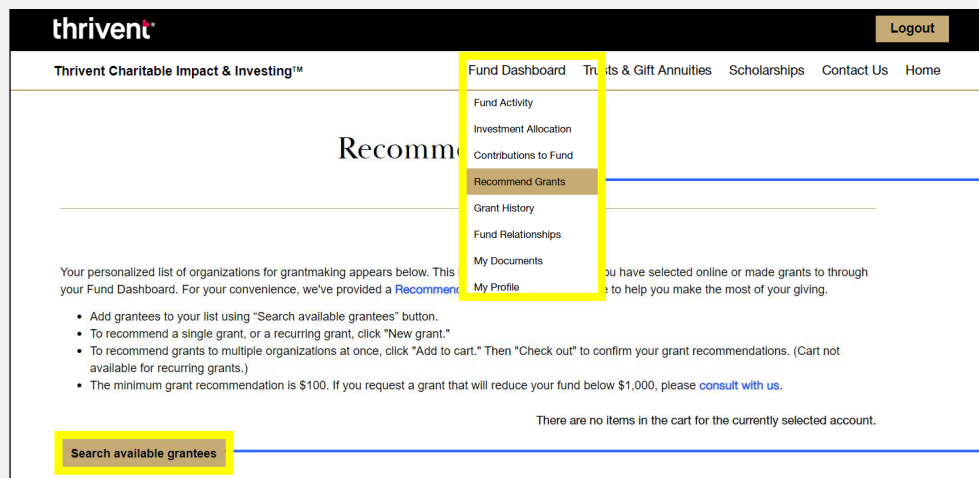 thrivent
Logout
Thrivent Charitable Impact & Investing™
Fund Dashboard Trusts & Gift Annuities Scholarships Contact Us Home
Fund Activity
Investment Allocation
Contributions to Fund
Recommend Grants
Grant History
Fund Relationships
My Documents
My Profile
Recomm
Your personalized list of organizations for grantmaking appears below. This have selected online or made grants to through
your Fund Dashboard. For your convenience, we've provided a Recommen to help you make the most of your giving.
• Add grantees to your list using “Search available grantees” button.
• To recommend a single grant, or a recurring grant, click "New grant."
• To recommend grants to multiple organizations at once, click "Add to cart." Then "Check out" to confirm your grant recommendations. (Cart not
available for recurring grants.)
• The minimum grant recommendation is $100. If you request a grant that will reduce your fund below $1,000, please consult with us.
There are no items in the cart for the currently selected account.
Search available grantees